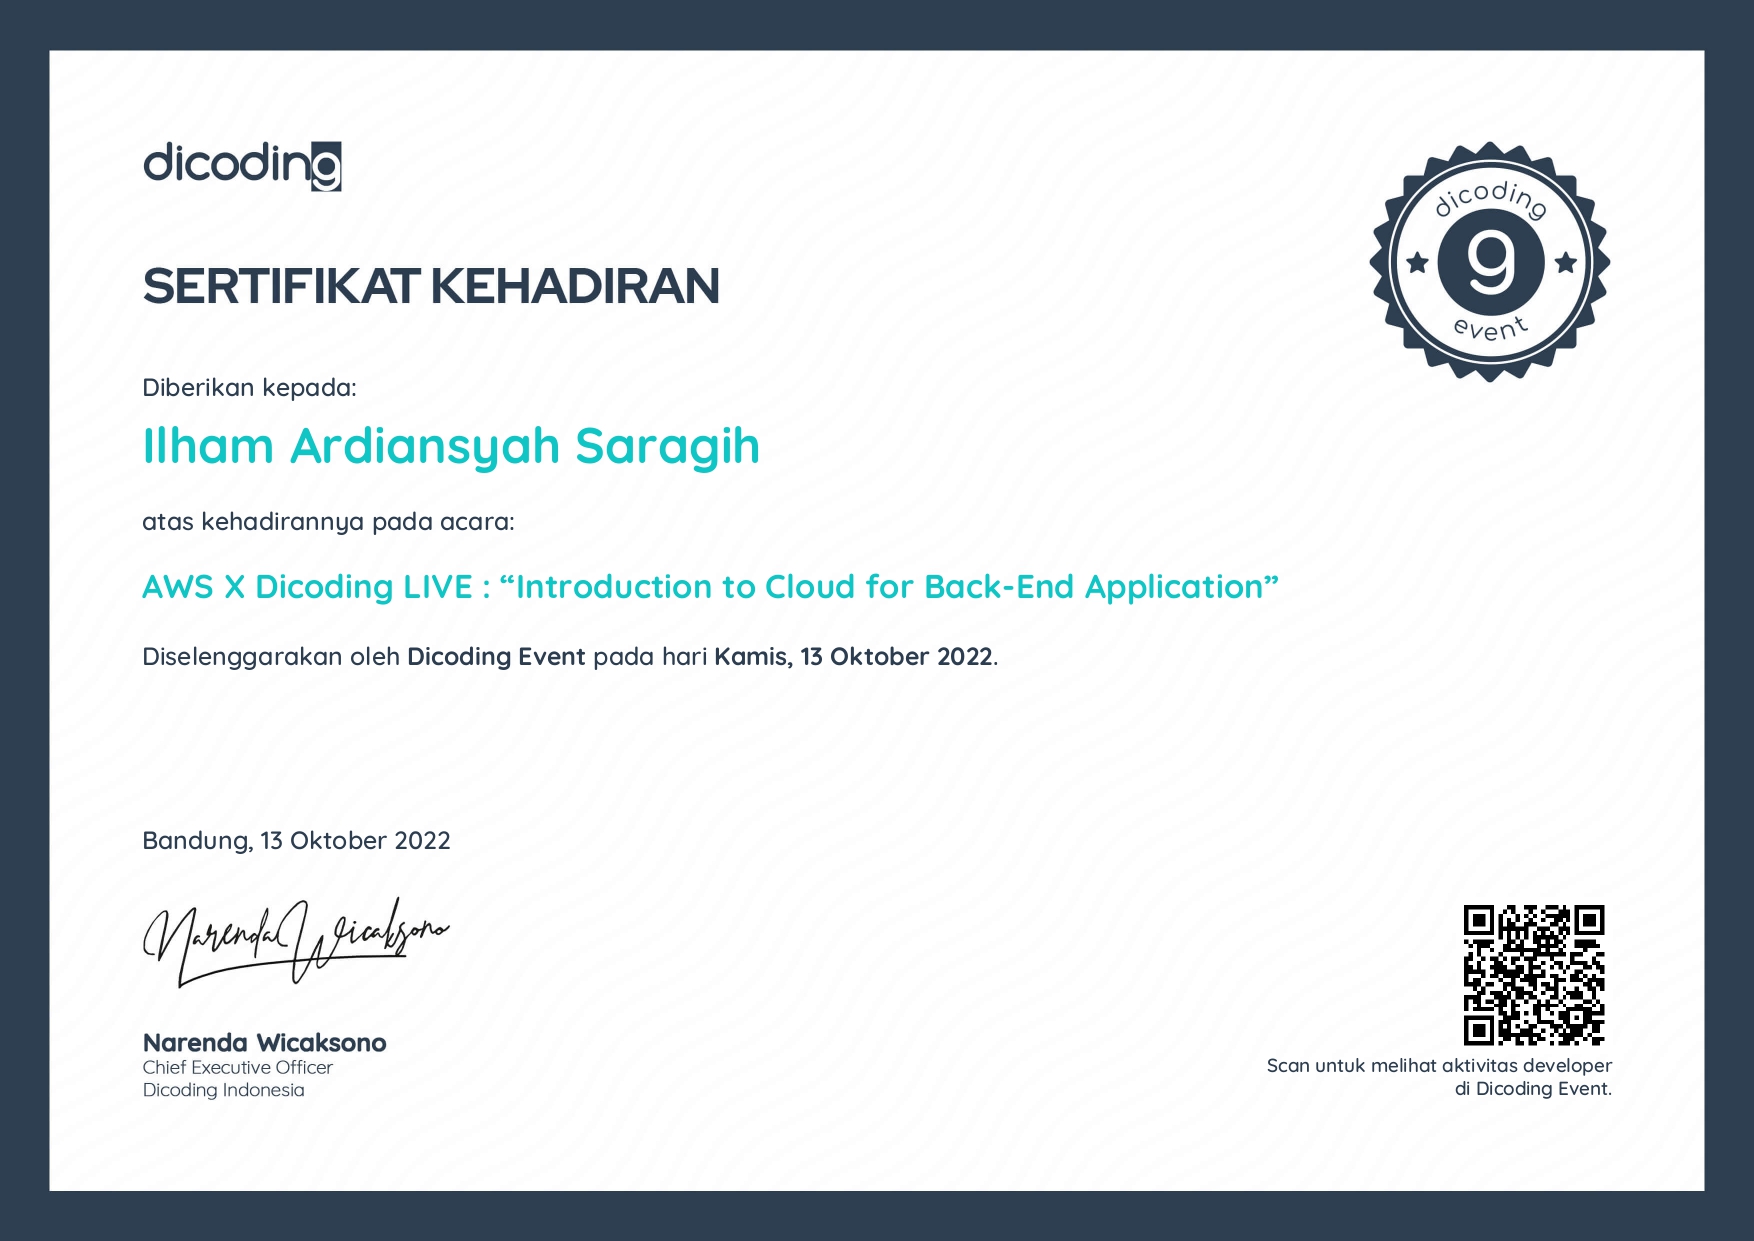 dicoding
dicoding
g
event
SERTIFIKAT KEHADIRAN
Diberikan kepada:
Ilham Ardiansyah Saragih
atas kehadirannya pada acara:
AWS X Dicoding LIVE : “Introduction to Cloud for Back-End Application”
Diselenggarakan oleh Dicoding Event pada hari Kamis, 13 Oktober 2022.
Bandung, 13 Oktober 2022
Narenda Wicaksono
Narenda Wicaksono
Chief Executive Officer
Dicoding Indonesia
Scan untuk melihat aktivitas developer
di Dicoding Event.